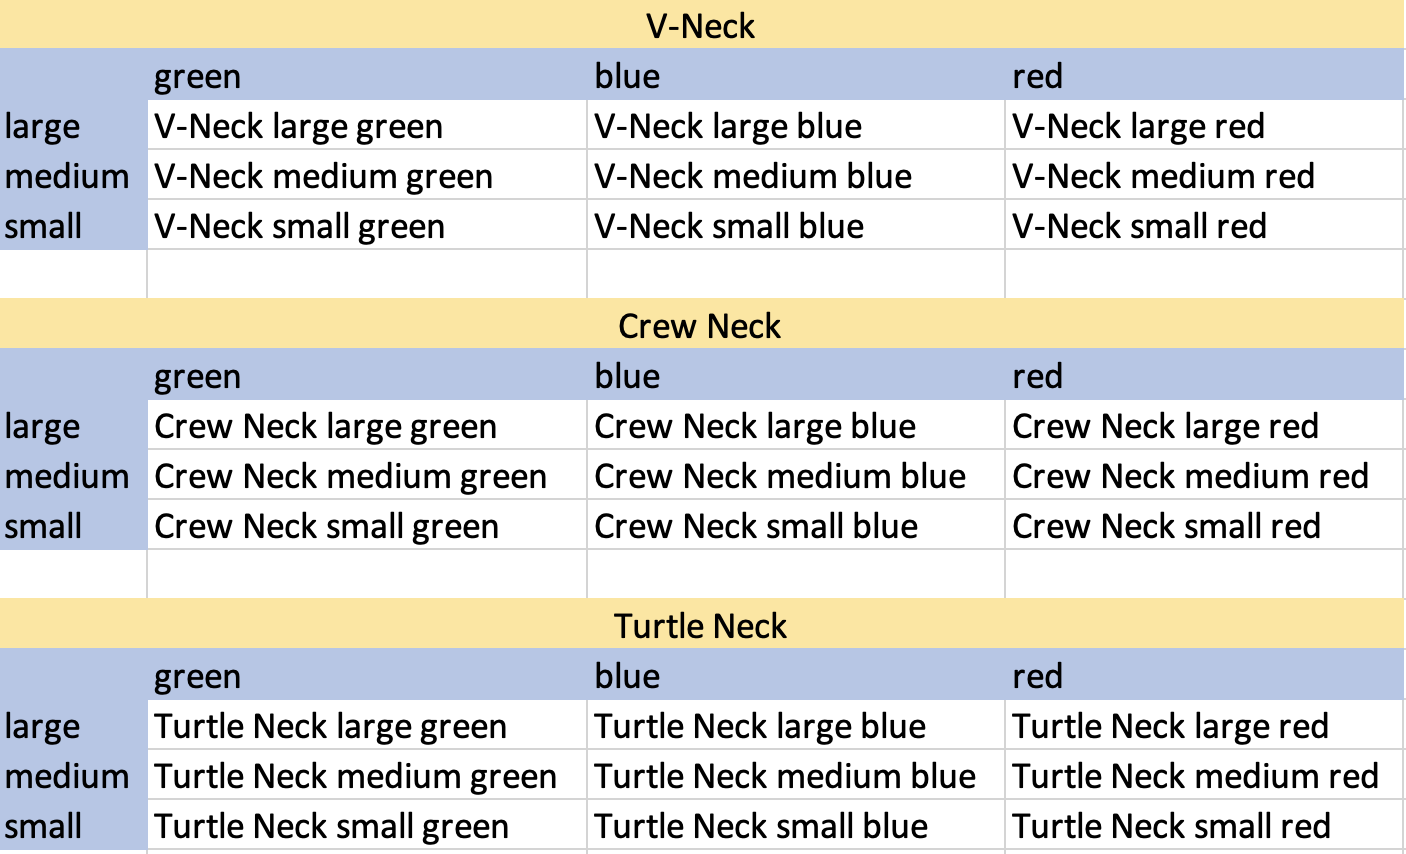 V-Neck
green blue red
large V-Neck large green V-Neck large blue V-Neck large red
medium V-Neck medium green V-Neck medium blue V-Neck medium red
small V-Neck small green V-Neck small blue V-Neck small red
Crew Neck
green blue red
large Crew Neck large green Crew Neck large blue Crew Neck large red
medium Crew Neck medium green Crew Neck medium blue Crew Neck medium red
small Crew Neck small green Crew Neck small blue Crew Neck small red
Turtle Neck
green blue red
large Turtle Neck large green Turtle Neck large blue Turtle Neck large red
medium Turtle Neck medium green Turtle Neck medium blue Turtle Neck medium red
small Turtle Neck small green Turtle Neck small blue Turtle Neck small red